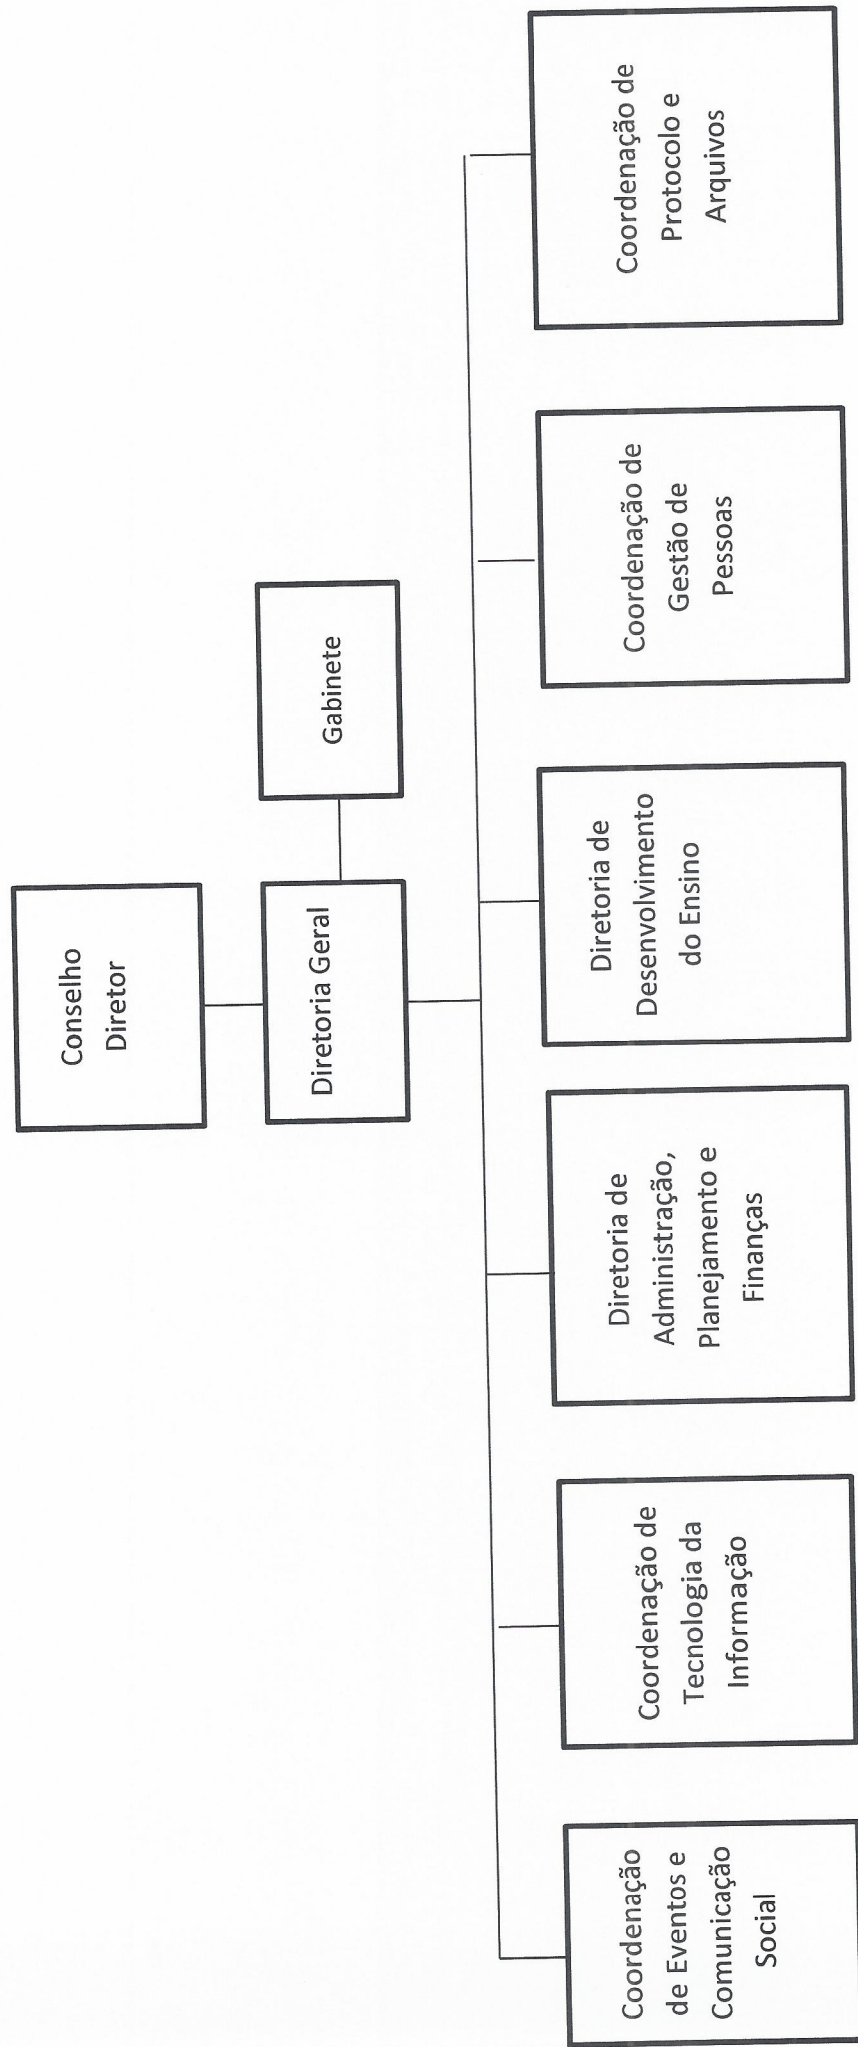 Conselho
Diretor
Diretoria Geral
Gabinete
Coordenação
de Eventos e
Comunicação
Social
Coordenação de
Tecnologia da
Informação
Diretoria de
Administração,
Planejamento e
Finanças
Diretoria de
Desenvolvimento
do Ensino
Coordenação de
Gestão de
Pessoas
Coordenação de
Protocolo e
Arquivos